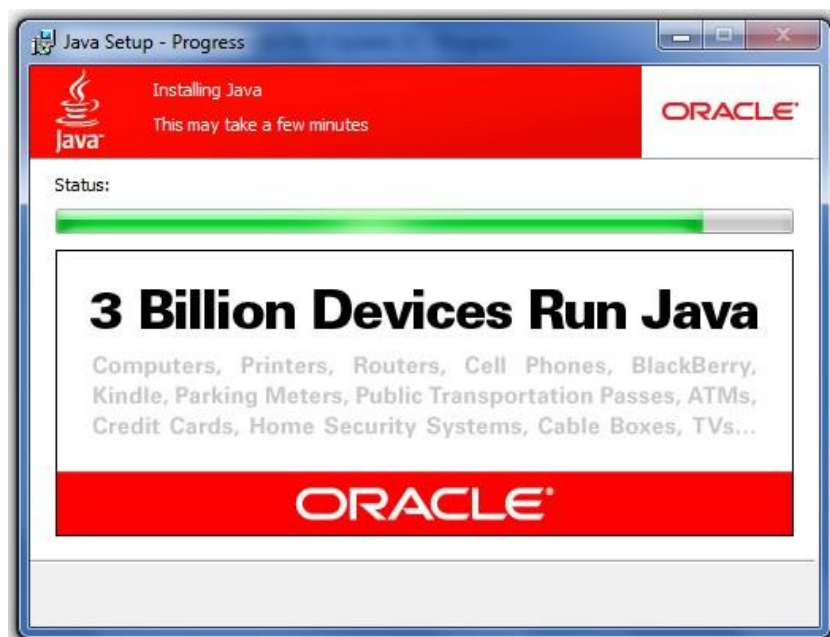 Java Setup - Progress
Installing Java
This may take a few minutes
Java
ORACLE
Status:
3 Billion Devices Run Java
Computers, Printers, Routers, Cell Phones, BlackBerry,
Kindle, Parking Meters, Public Transportation Passes, ATMs,
Credit Cards, Home Security Systems, Cable Boxes, TVs...
ORACLE